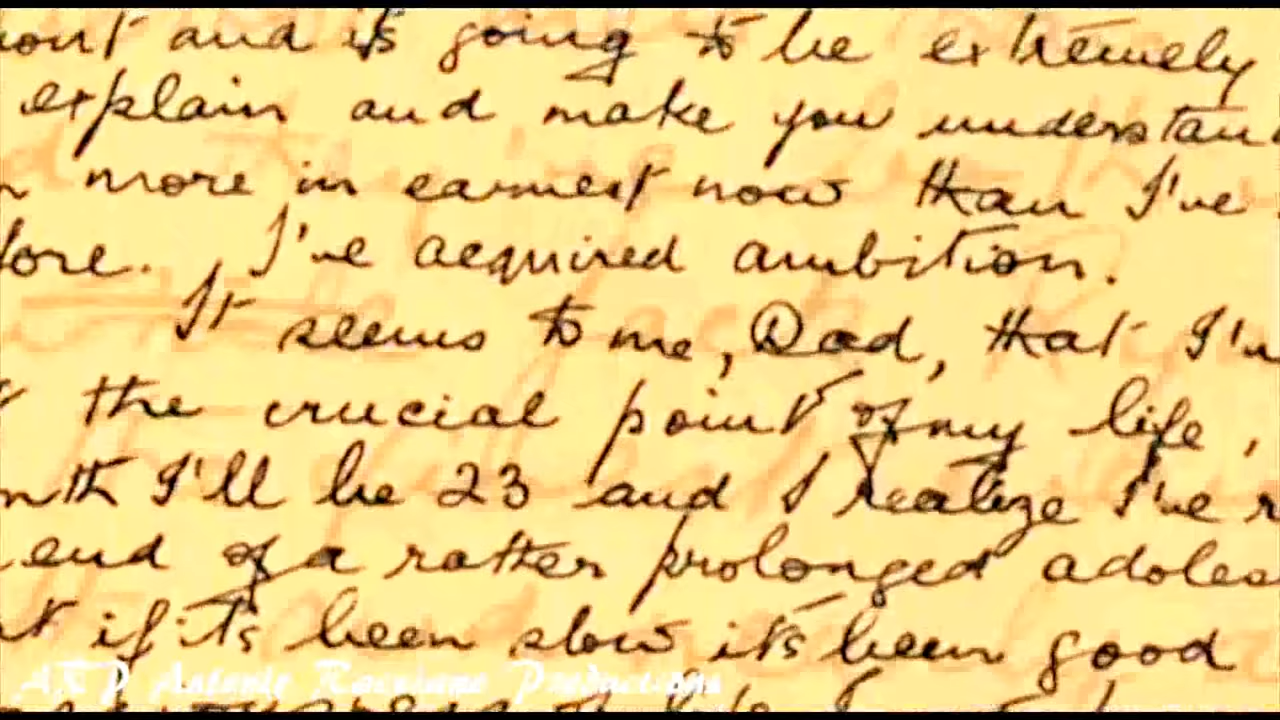 and it's going to be extremely
explain and make you understan
more in earnest now than I've
fore. I've acquired ambition.
It seems to me, Dad, that I'v
the crucial point of my life,
nth I'll be 23 and I realize I've r
end of a rather prolonged adoles
if it's been slow it's been good
Productions